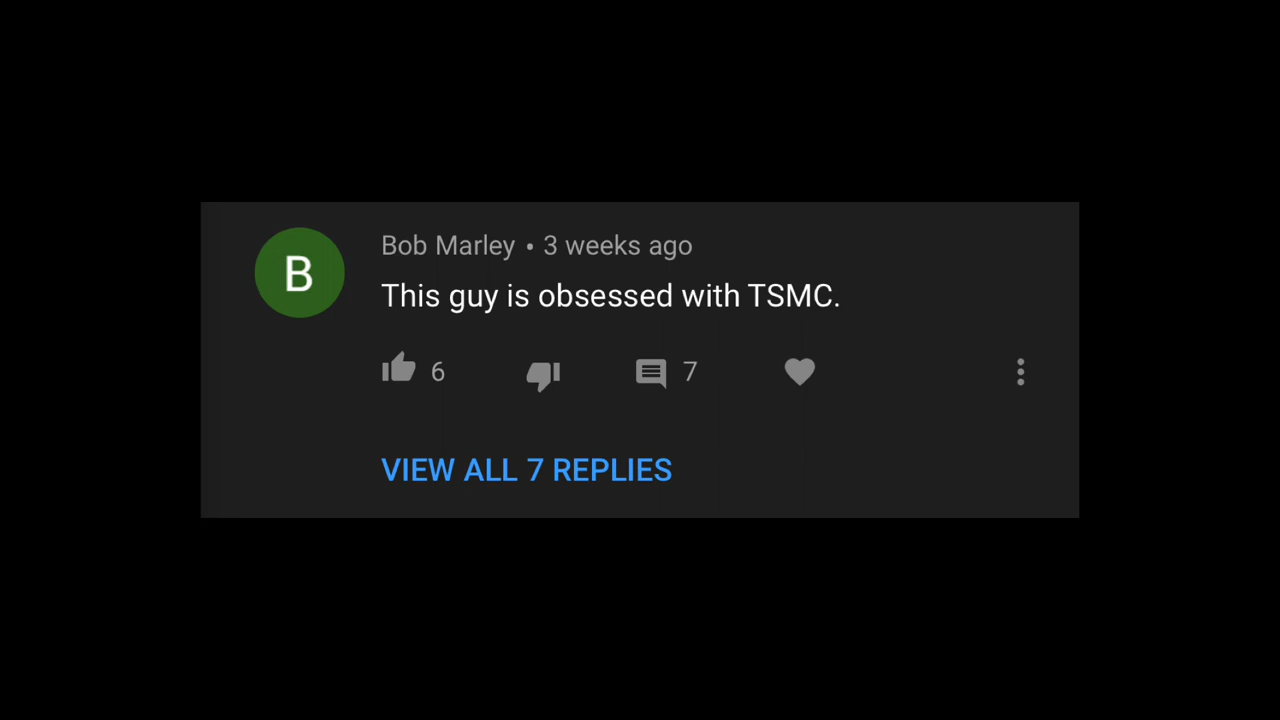 B
Bob Marley • 3 weeks ago
This guy is obsessed with TSMC.
6 7
VIEW ALL 7 REPLIES